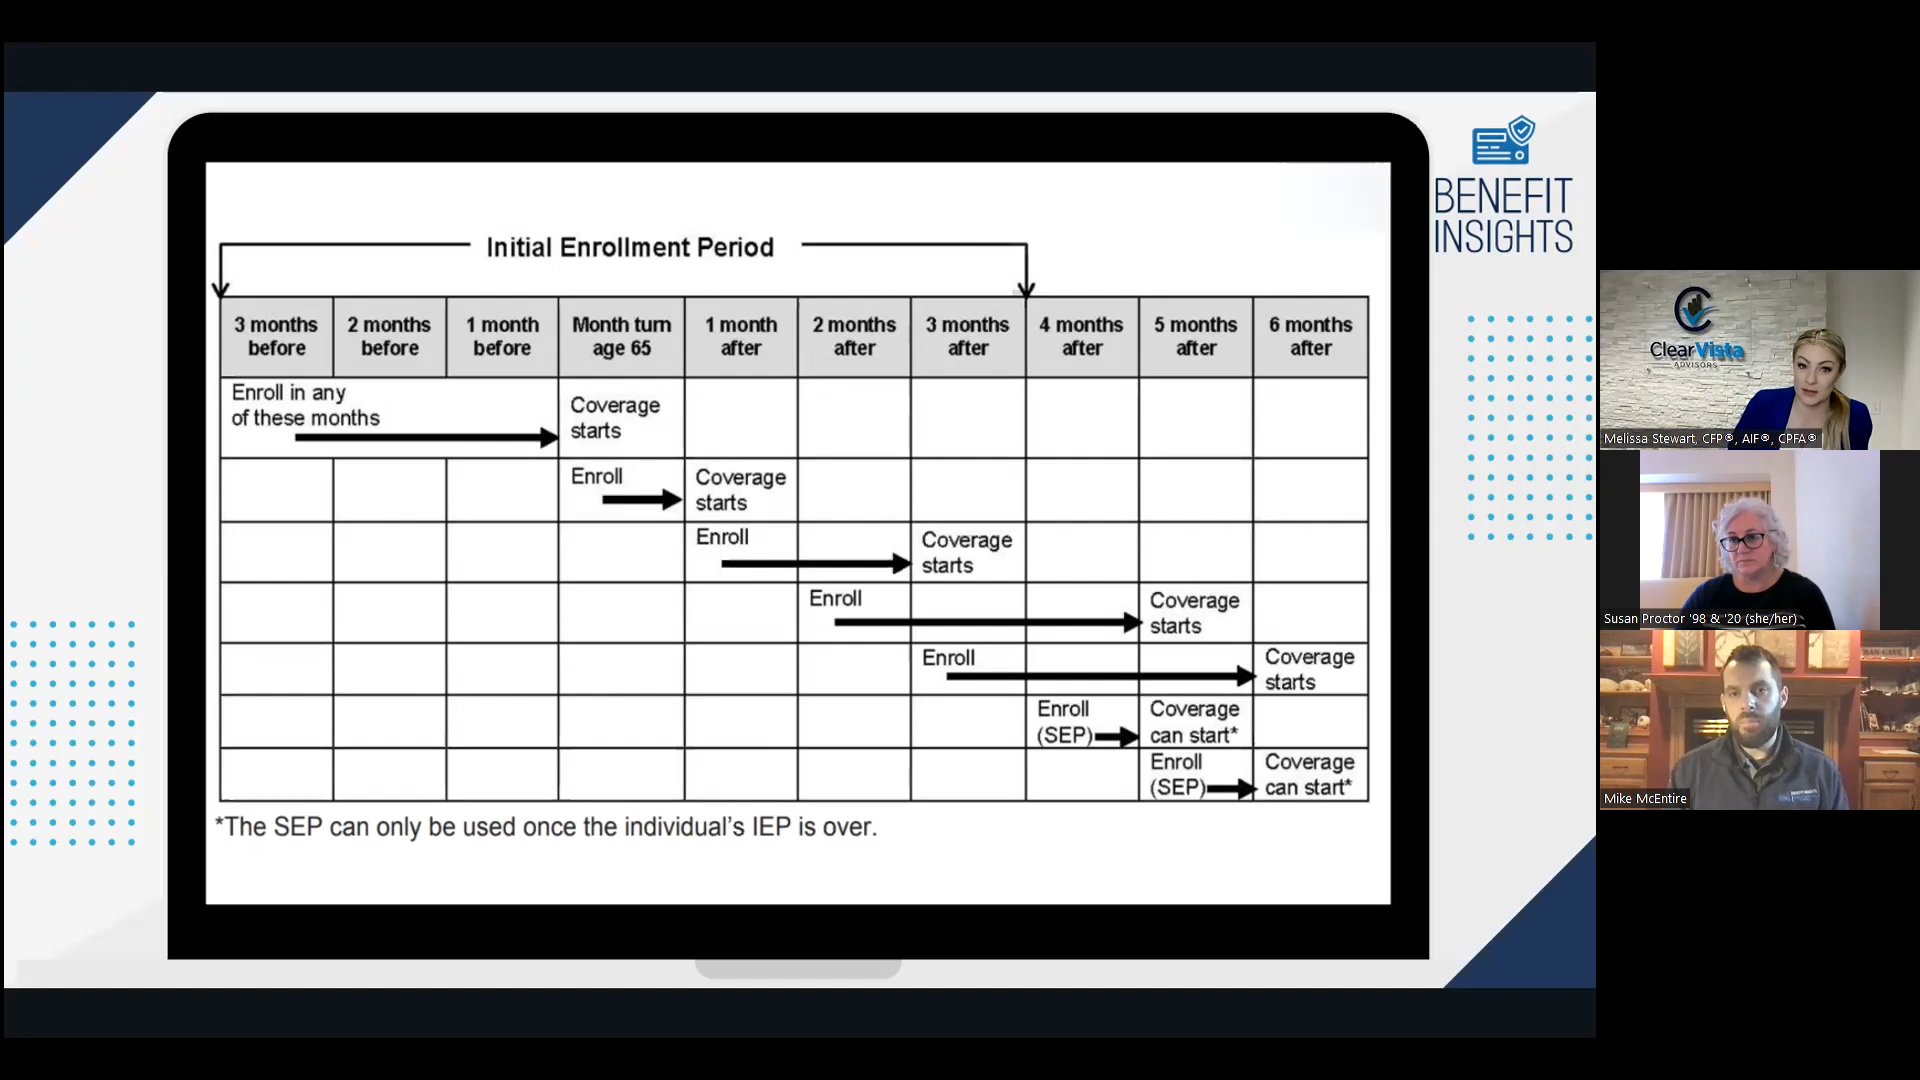 BENEFIT
INSIGHTS
Initial Enrollment Period
3 months
before
2 months
before
1 month
before
Month turn
age 65
1 month
after
2 months
after
3 months
after
4 months
after
5 months
after
6 months
after
Enroll in any
of these months
Coverage
starts
Enroll
Coverage
starts
Enroll
Coverage
starts
Enroll
Coverage
starts
Enroll
Coverage
starts
Enroll
(SEP)
Coverage
can start*
Enroll
(SEP)
Coverage
can start*
*The SEP can only be used once the individual's IEP is over.
ClearVista
ADVISORS
Melissa Stewart, CFP®, AIF®, CPFA®
Susan Proctor '98 & '20 (she/her)
Mike McEntire